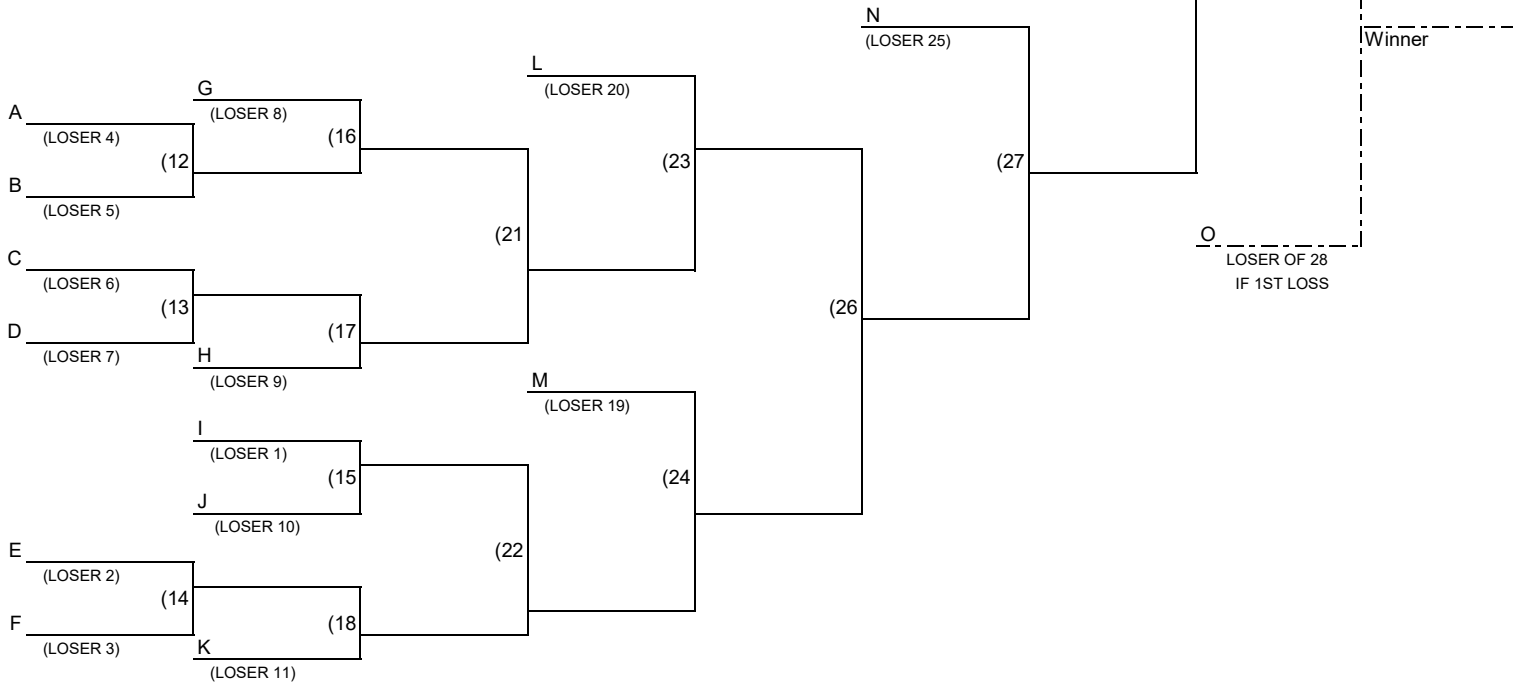 N
(LOSER 25)
Winner
L
(LOSER 20)
G
(LOSER 8)
A
(LOSER 4)
(16
(12
(23
(27
B
(LOSER 5)
(21
O
LOSER OF 28
IF 1ST LOSS
C
(LOSER 6)
(13
(26
D
(LOSER 7)
(17
H
(LOSER 9)
M
(LOSER 19)
I
(LOSER 1)
(15
(24
J
(LOSER 10)
E
(LOSER 2)
(22
(14
F
(LOSER 3)
(18
K
(LOSER 11)